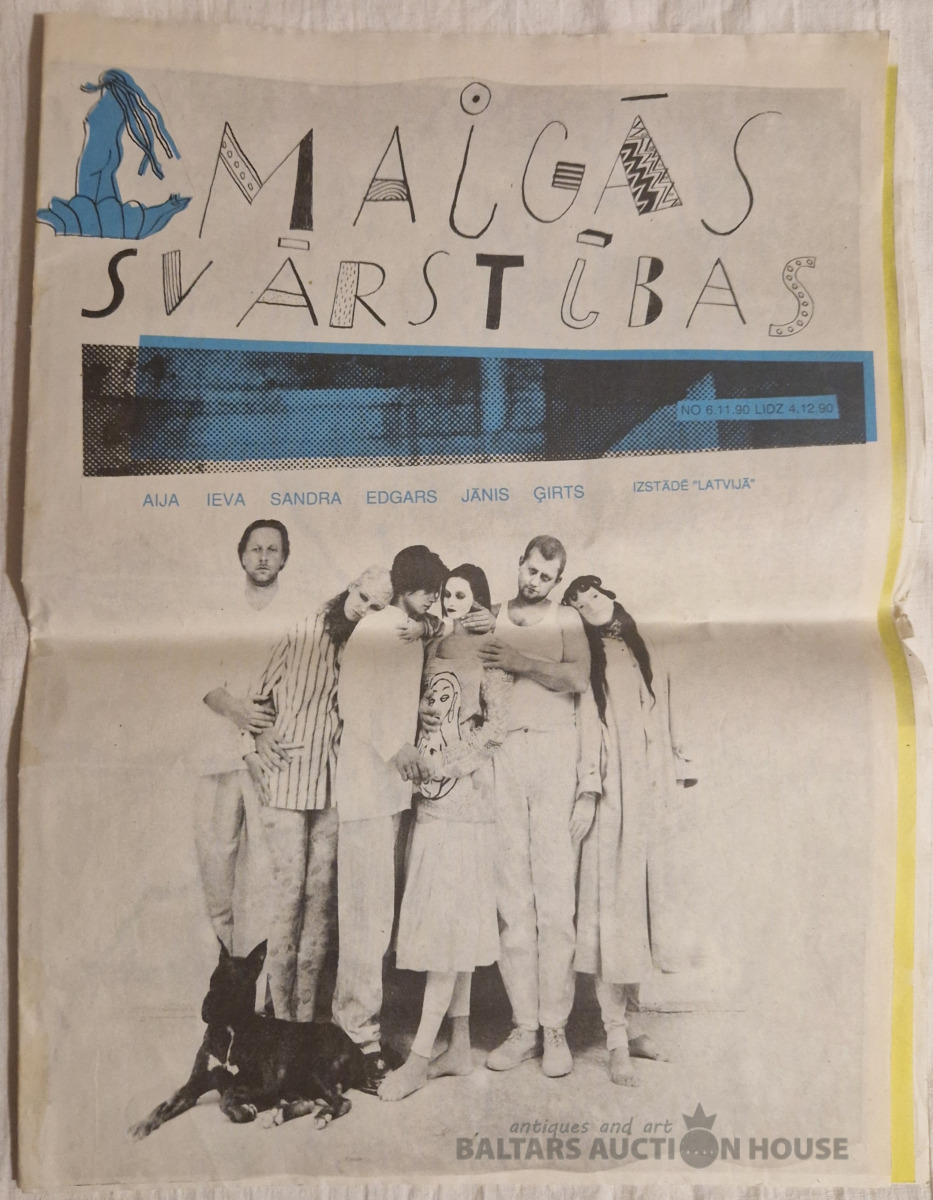 MAIGĀS
SVĀRSTĪBAS
NO 6.11.90 LIDZ 4.12.90
AIJA IEVA SANDRA EDGARS JĀNIS ĢIRTS IZSTĀDĒ "LATVIJĀ"
antiques and art
BALTARS AUCTION HOUSE